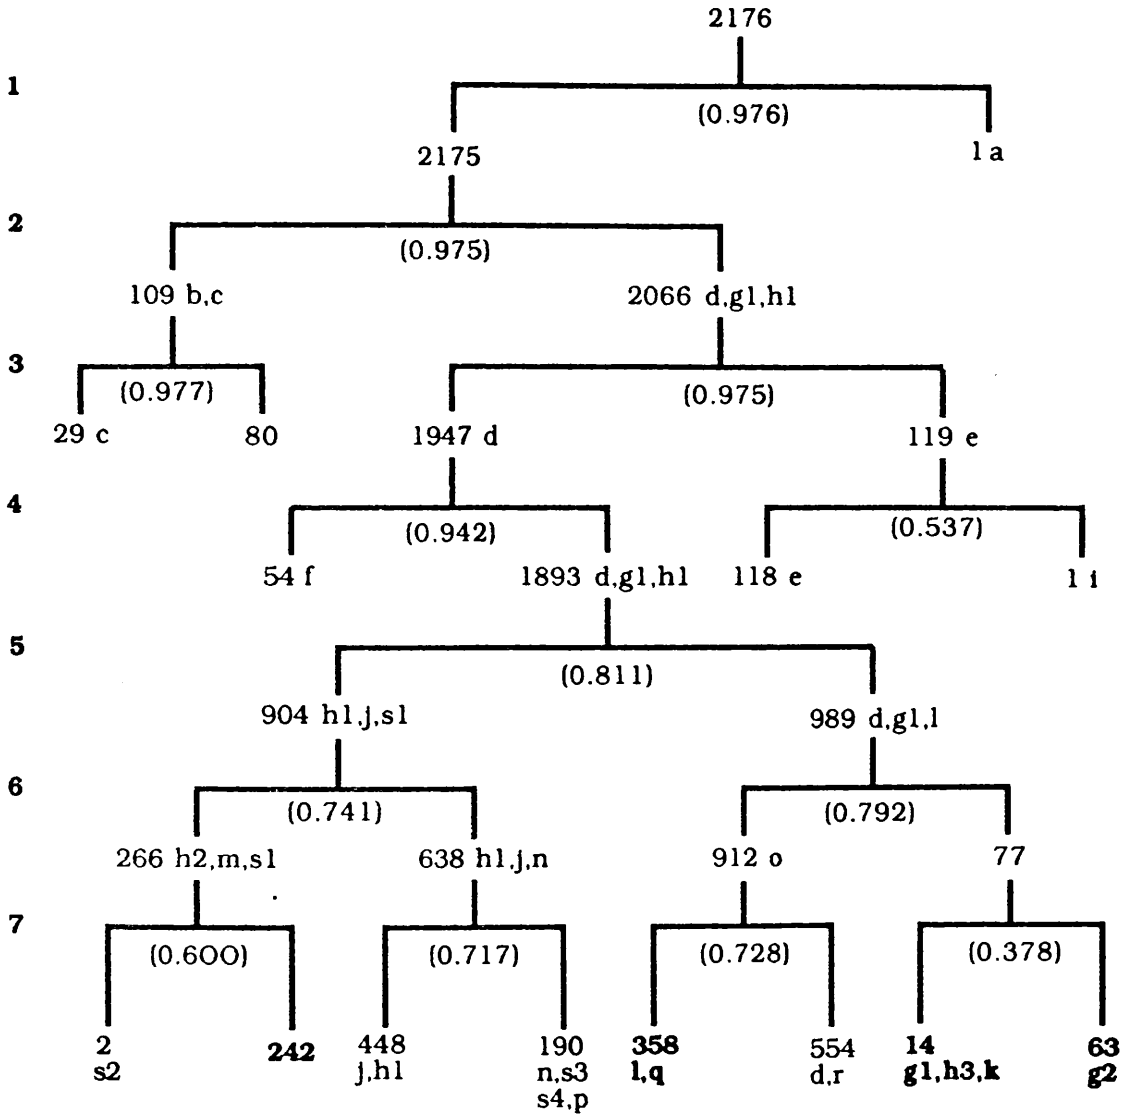 2176
1
(0.976)
2175
1 a
2
(0.975)
109 b,c
2066 d,g1,h1
3
(0.977)
(0.975)
29 c
80
1947 d
119 e
4
(0.942)
(0.537)
54 f
1893 d,g1,h1
118 e
1 i
5
(0.811)
904 h1,j,s1
989 d,g1,l
6
(0.741)
(0.792)
266 h2,m,s1
638 h1,j,n
912 o
77
7
(0.600)
(0.717)
(0.728)
(0.378)
2
242
448
190
358
554
14
63
s2
j,h1
n,s3
l,q
d,r
g1,h3,k
g2
s4,p